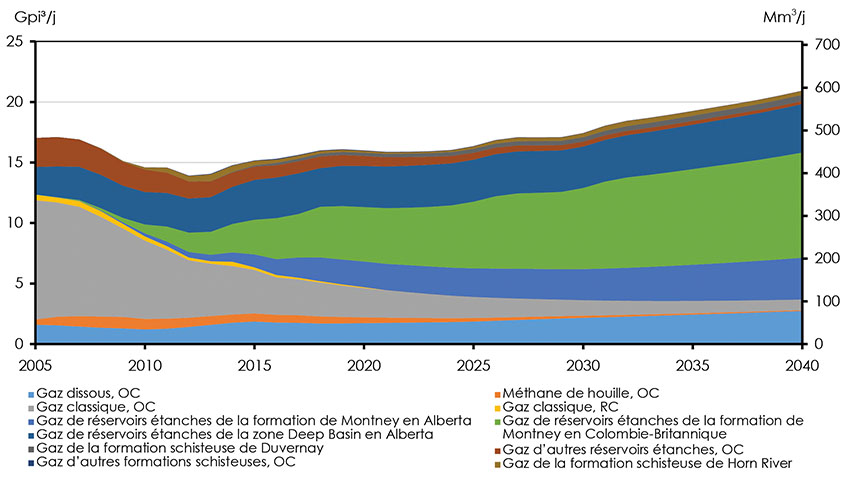 Gpi³/j
Mm³/j
25
20
15
10
5
0
700
600
500
400
300
200
100
0
2005
2010
2015
2020
2025
2030
2035
2040
Gaz dissous, OC
Méthane de houille, OC
Gaz classique, OC
Gaz classique, RC
Gaz de réservoirs étanches de la formation de Montney en Alberta
Gaz de réservoirs étanches de la formation de
Montney en Colombie-Britannique
Gaz de réservoirs étanches de la zone Deep Basin en Alberta
Gaz de la formation schisteuse de Duvernay
Gaz d'autres réservoirs étanches, OC
Gaz d'autres formations schisteuses, OC
Gaz de la formation schisteuse de Horn River